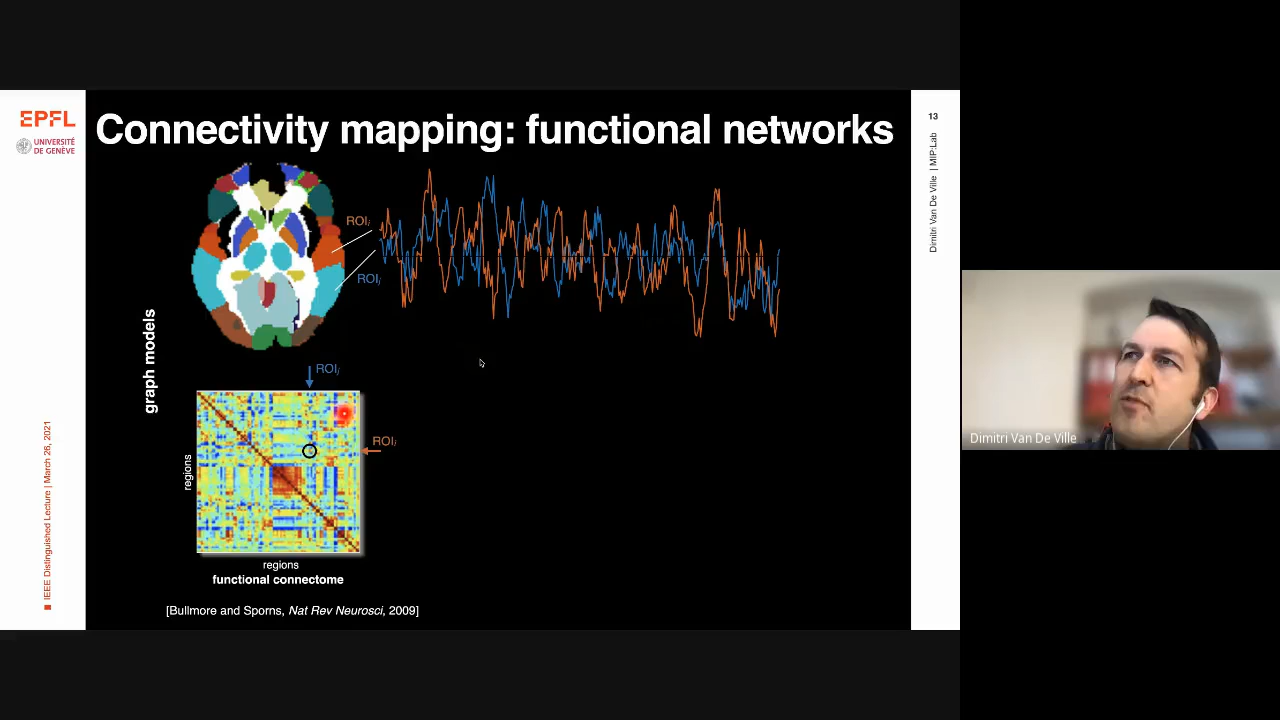 EPFL
UNIVERSITÉ
DE GENÈVE
IEEE Distinguished Lecture | March 26, 2021
Connectivity mapping: functional networks
ROIi
ROIj
graph models
ROIj
ROIi
regions
regions
functional connectome
[Bullmore and Sporns, Nat Rev Neurosci, 2009]
13
Dimitri Van De Ville | MIP:Lab
Dimitri Van De Ville